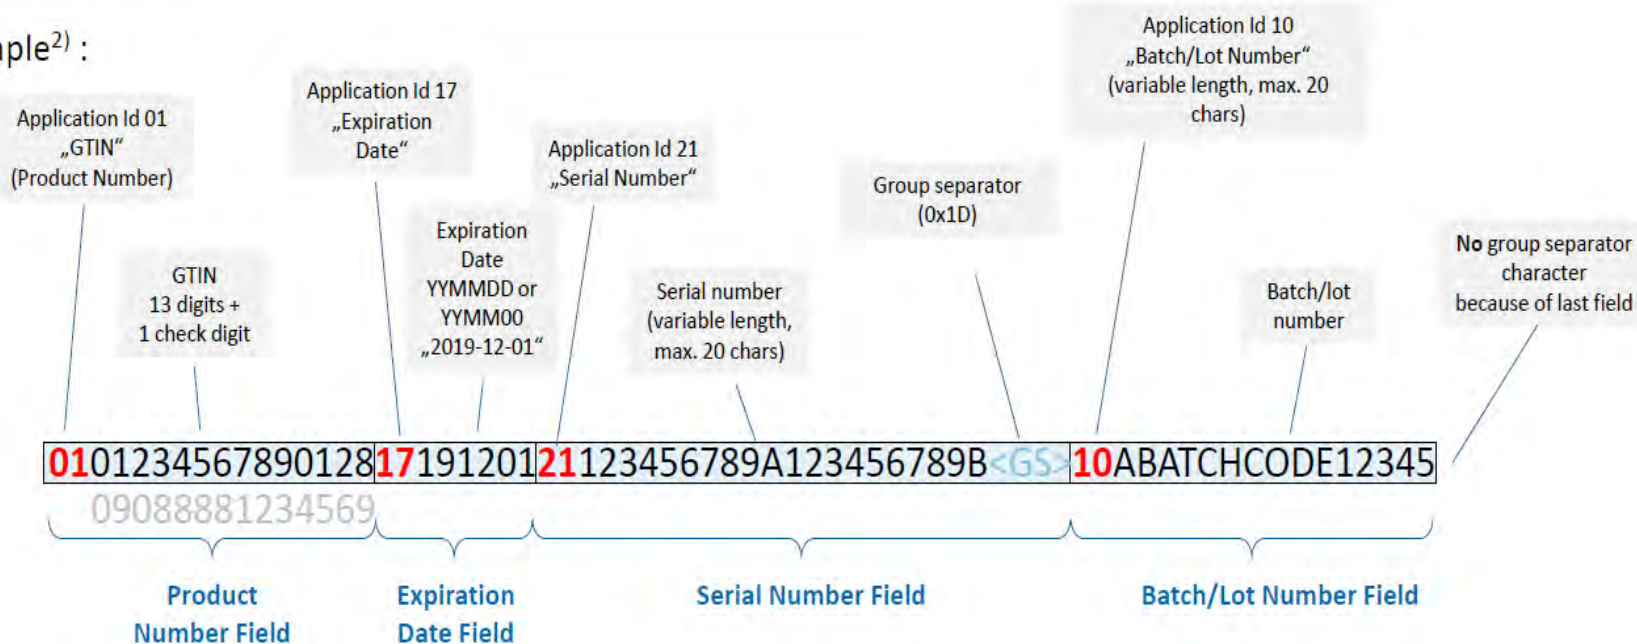 ple2) :
Application Id 01
„GTIN“
(Product Number)
GTIN
13 digits +
1 check digit
Application Id 17
„Expiration
Date“
Expiration
Date
YYMMDD or
YYMM00
„2019-12-01“
Application Id 21
„Serial Number“
Serial number
(variable length,
max. 20 chars)
Group separator
(0x1D)
Application Id 10
„Batch/Lot Number“
(variable length, max. 20
chars)
Batch/lot
number
No group separator
character
because of last field
01012345678901281719120121123456789A123456789B<GS>10ABATCHCODE12345
09088881234569
Product
Number Field
Expiration
Date Field
Serial Number Field
Batch/Lot Number Field